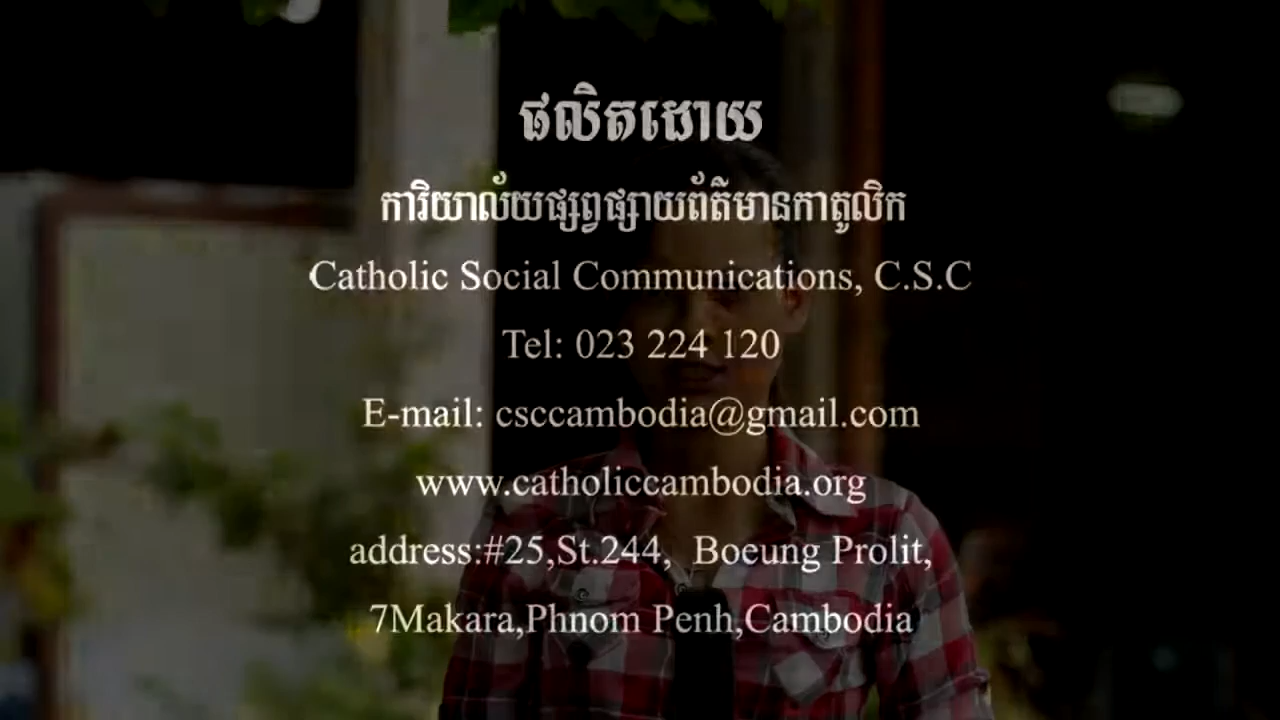 ផលិតដោយ
ការិយាល័យផ្សព្វផ្សាយព័ត៌មានកាតូលិក
Catholic Social Communications, C.S.C
Tel: 023 224 120
E-mail: csccambodia@gmail.com
www.catholiccambodia.org
address:#25,St.244,  Boeung Prolit,
7Makara,Phnom Penh,Cambodia